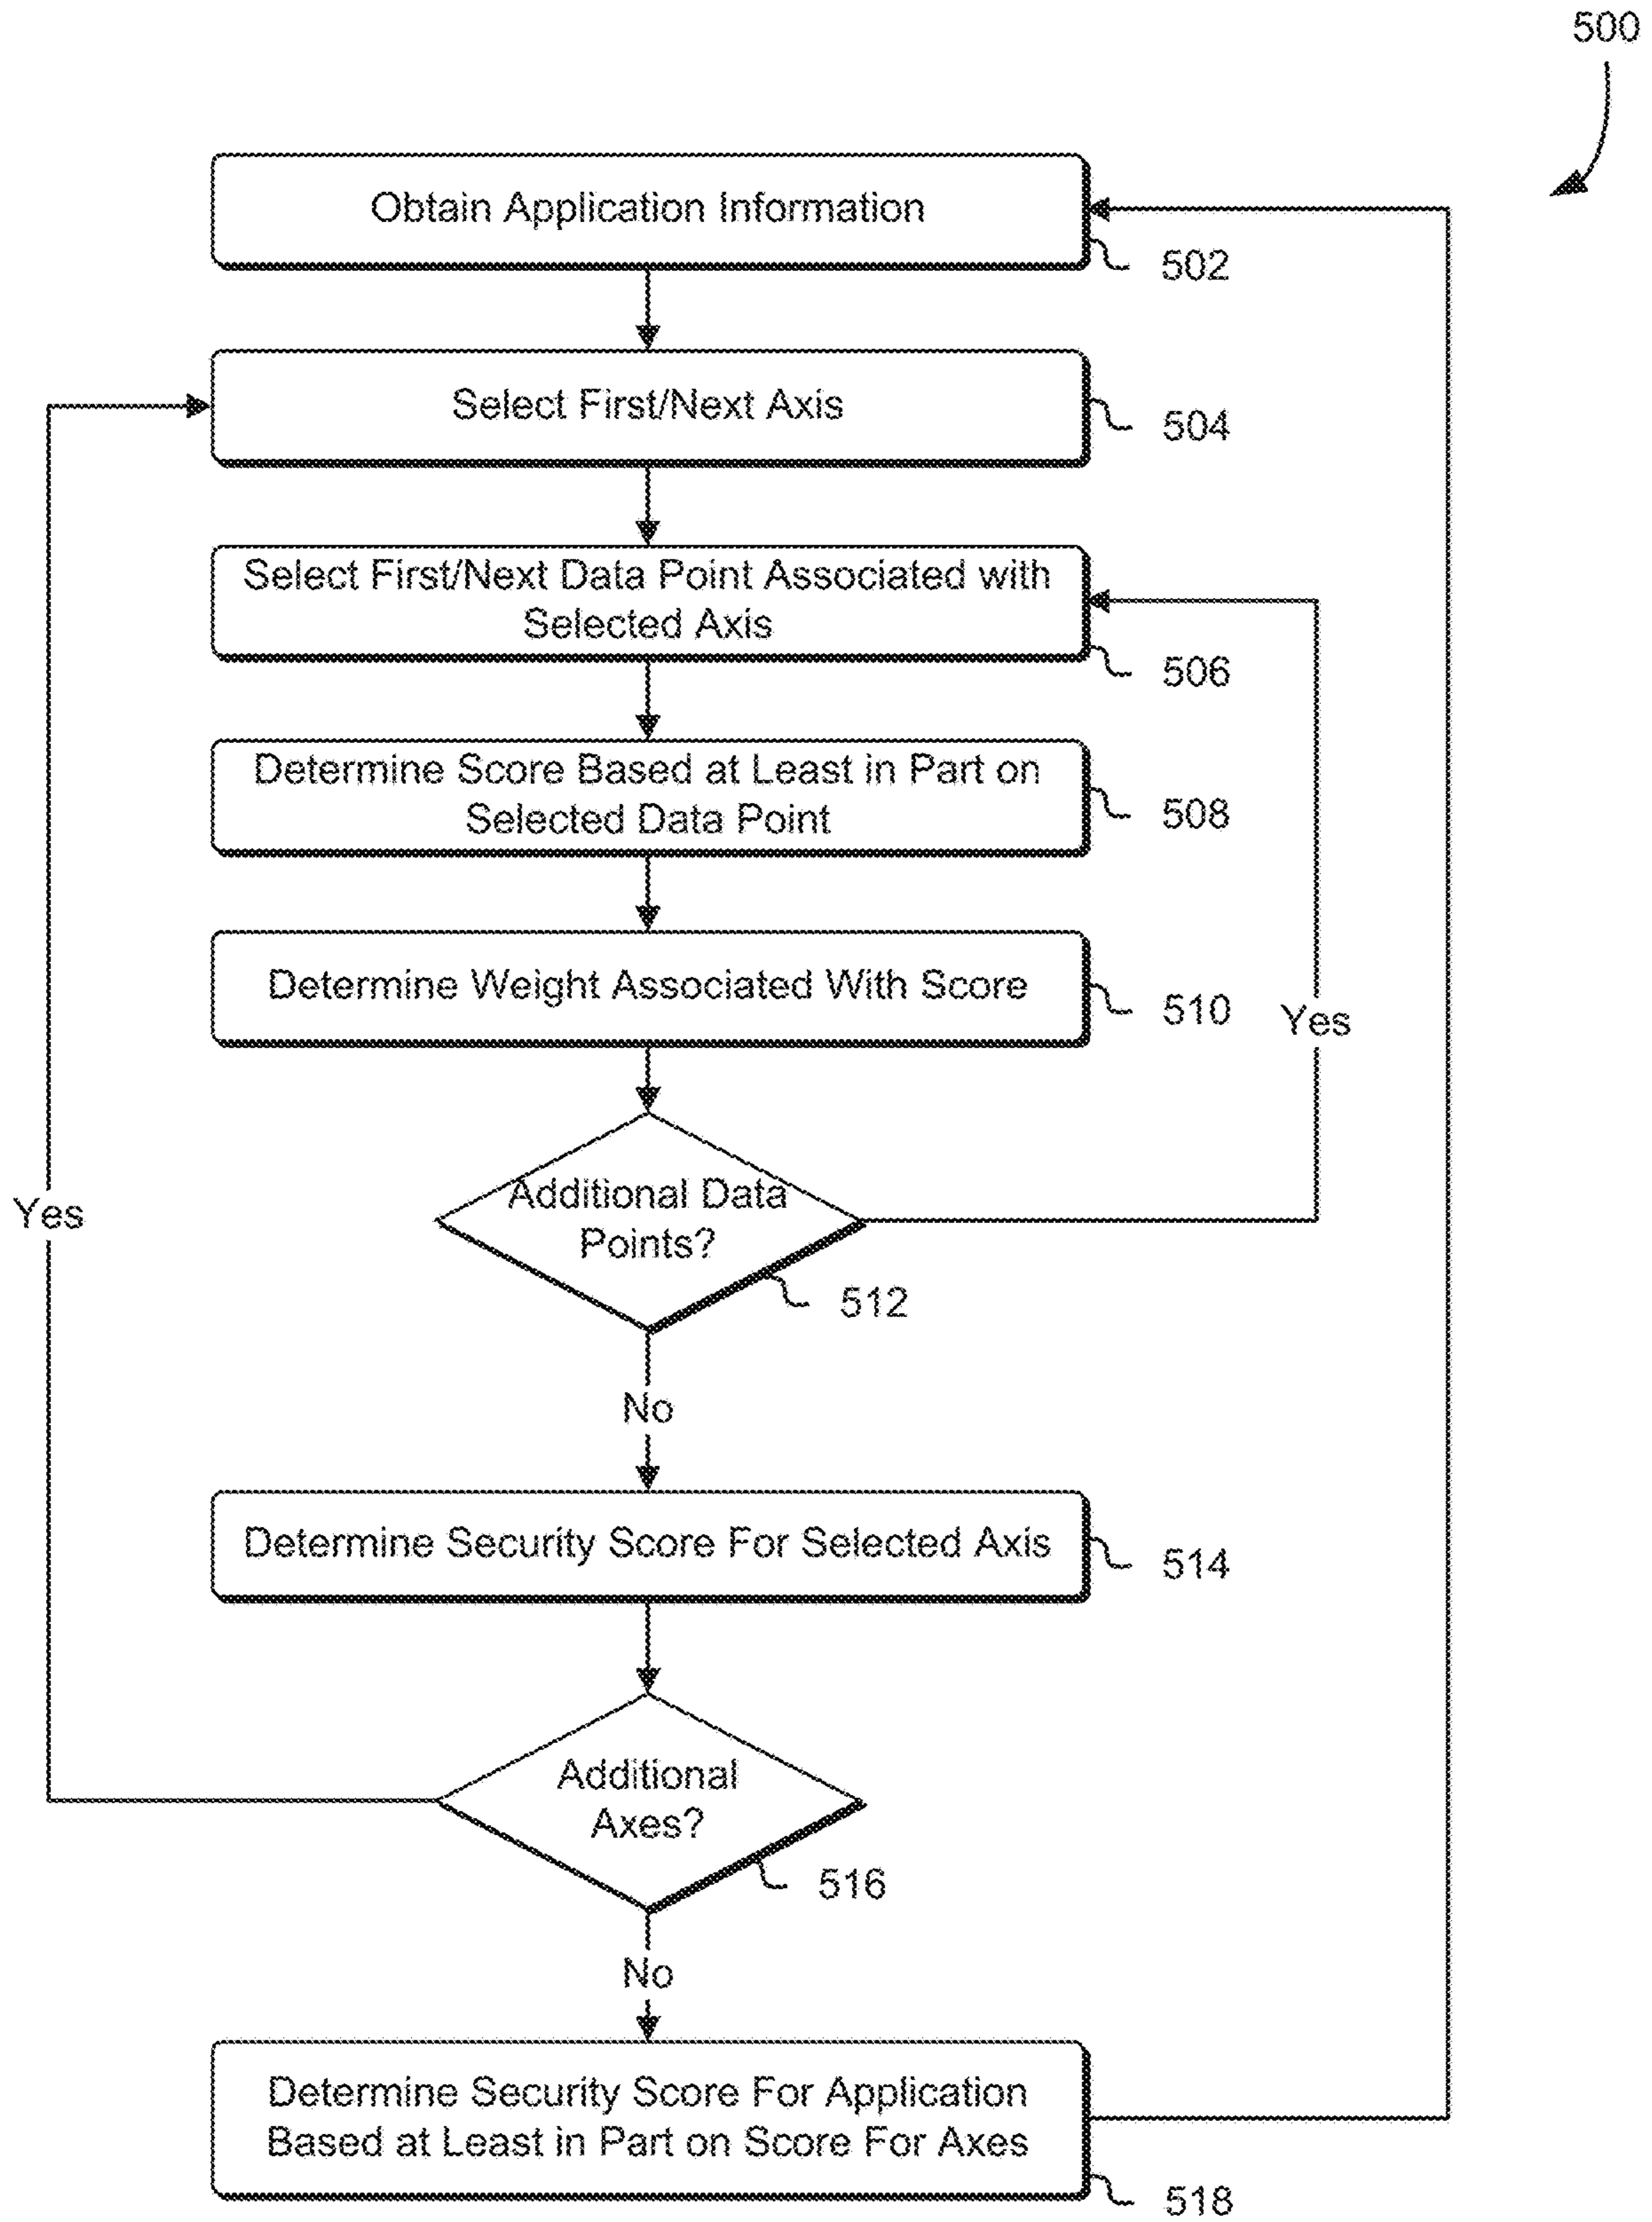 500
Obtain Application Information
502
Select First/Next Axis
504
Select First/Next Data Point Associated with
Selected Axis
506
Determine Score Based at Least in Part on
Selected Data Point
508
Determine Weight Associated With Score
510
Yes
Yes
Additional Data
Points?
512
No
Determine Security Score For Selected Axis
514
Additional
Axes?
516
No
Determine Security Score For Application
Based at Least in Part on Score For Axes
518